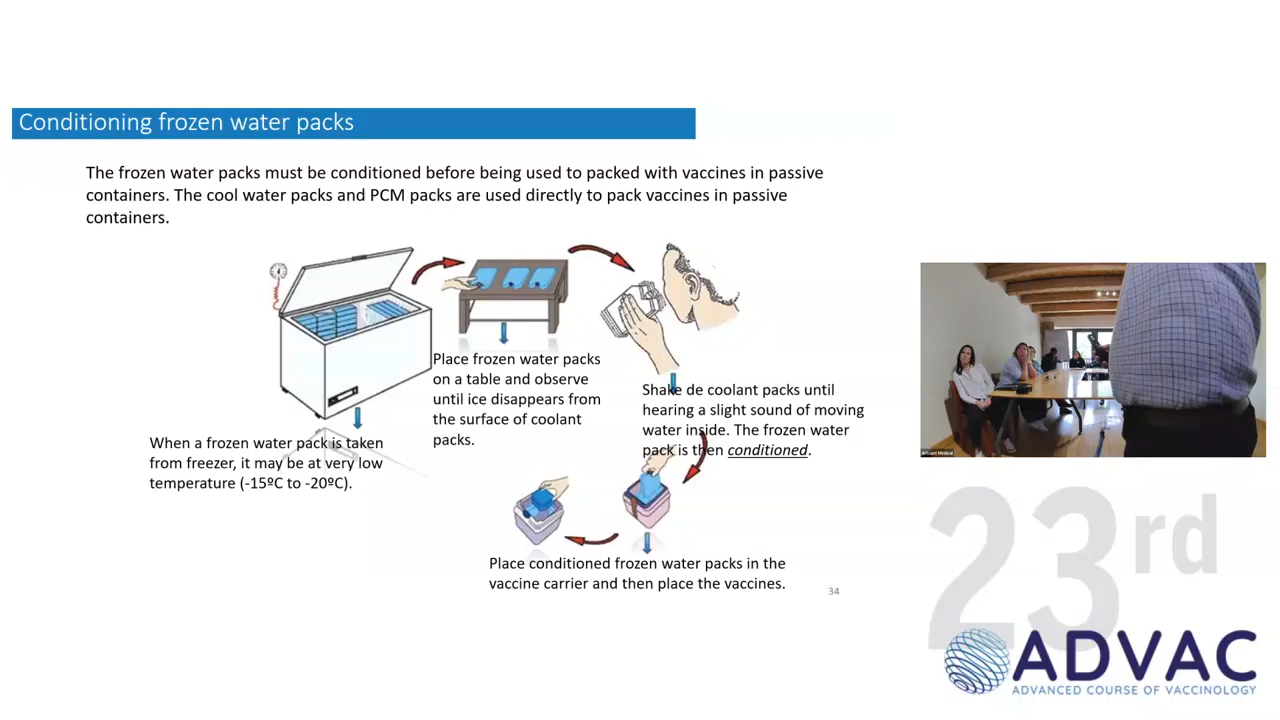 Conditioning frozen water packs
The frozen water packs must be conditioned before being used to packed with vaccines in passive
containers. The cool water packs and PCM packs are used directly to pack vaccines in passive
containers.
Place frozen water packs
on a table and observe
until ice disappears from
the surface of coolant
packs.
Shake de coolant packs until
hearing a slight sound of moving
water inside. The frozen water
pack is then conditioned.
When a frozen water pack is taken
from freezer, it may be at very low
temperature (-15ºC to -20ºC).
Place conditioned frozen water packs in the
vaccine carrier and then place the vaccines.
34
Artcast Medical
23rd
ADVAC
ADVANCED COURSE OF VACCINOLOGY